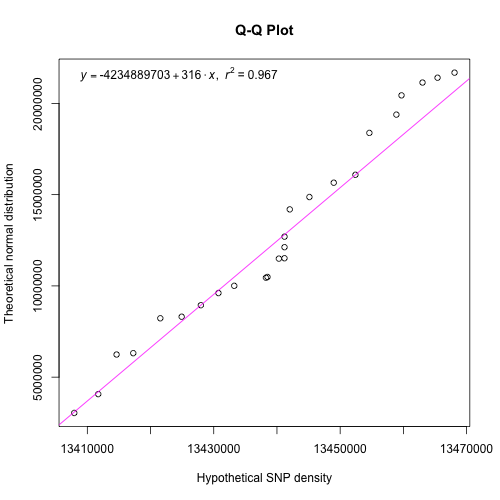 Q-Q Plot
y = -4234889703 + 316 · x, r² = 0.967
Theoretical normal distribution
20000000
15000000
10000000
5000000
13410000 13430000 13450000 13470000
Hypothetical SNP density